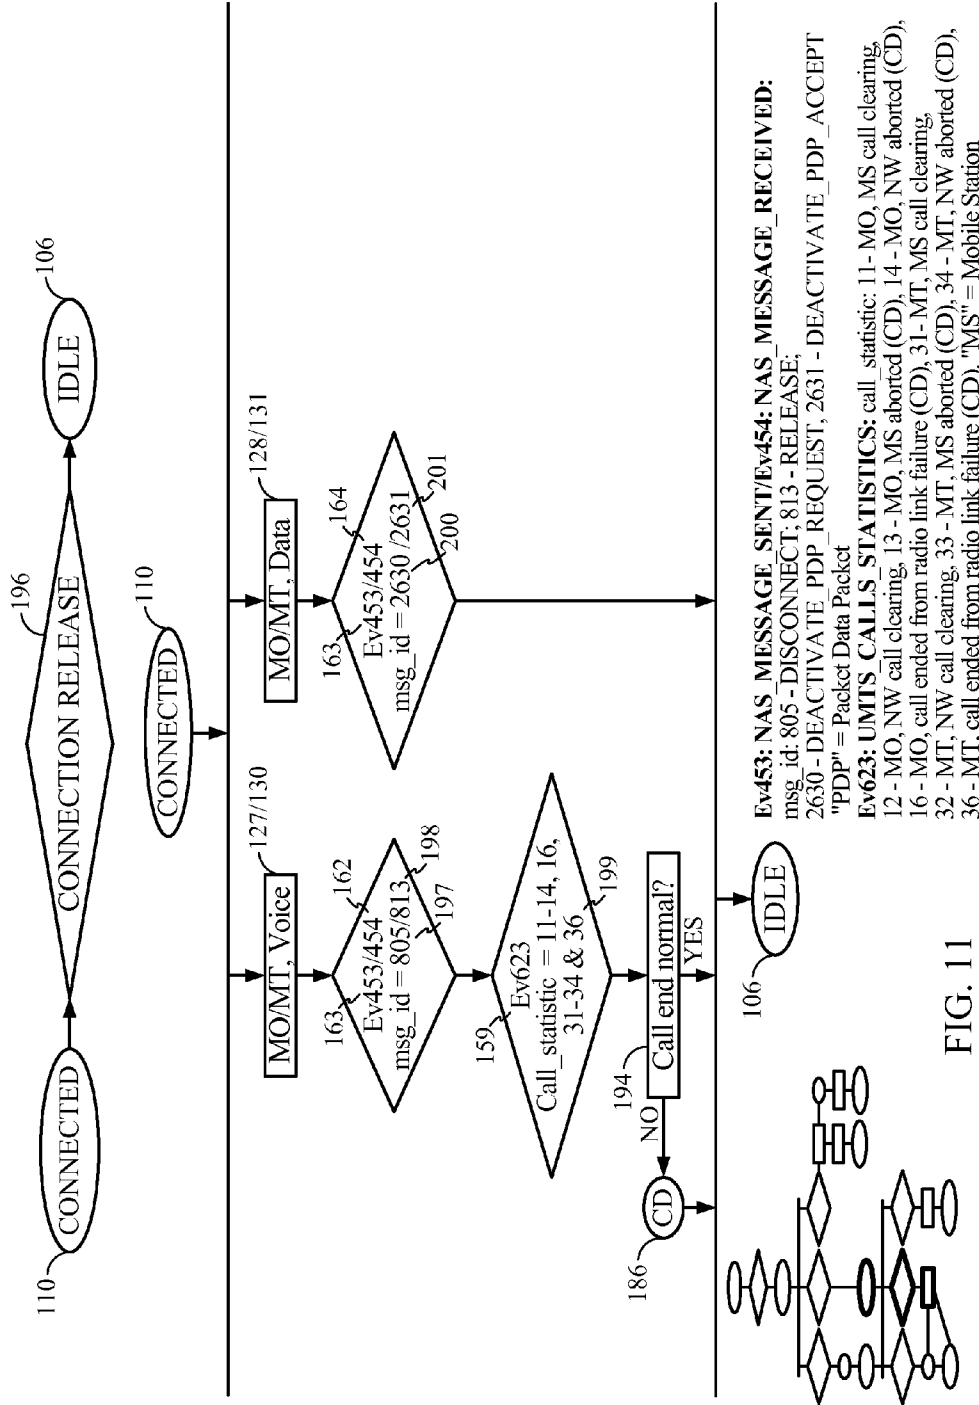 110
CONNECTED
CONNECTION RELEASE
196
IDLE
106
CONNECTED
110
MO/MT, Voice
127/130
MO/MT, Data
128/131
163
162
Ev453/454
msg_id = 805/813
198
197
163
164
Ev453/454
msg_id = 2630 /2631
201
200
159
Ev623
Call_statistic = 11-14, 16,
31-34 & 36
199
194
Call end normal?
NO
YES
186
CD
106
IDLE
Ev453: NAS_MESSAGE_SENT/Ev454: NAS_MESSAGE_RECEIVED:
msg_id: 805 - DISCONNECT; 813 - RELEASE;
2630 - DEACTIVATE_PDP_REQUEST, 2631 - DEACTIVATE_PDP_ACCEPT
"PDP" = Packet Data Packet
Ev623: UMTS_CALLS_STATISTICS: call_statistic: 11 - MO, MS call clearing,
12 - MO, NW call clearing, 13 - MO, MS aborted (CD), 14 - MO, NW aborted (CD),
16 - MO, call ended from radio link failure (CD), 31 - MT, MS call clearing,
32 - MT, NW call clearing, 33 - MT, MS aborted (CD), 34 - MT, NW aborted (CD),
36 - MT, call ended from radio link failure (CD), "MS" = Mobile Station
FIG. 11